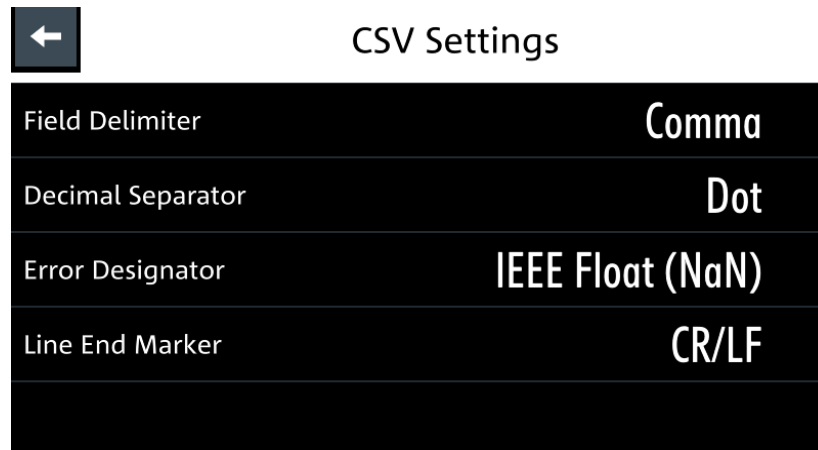 CSV Settings
Field Delimiter Comma
Decimal Separator Dot
Error Designator IEEE Float (NaN)
Line End Marker CR/LF